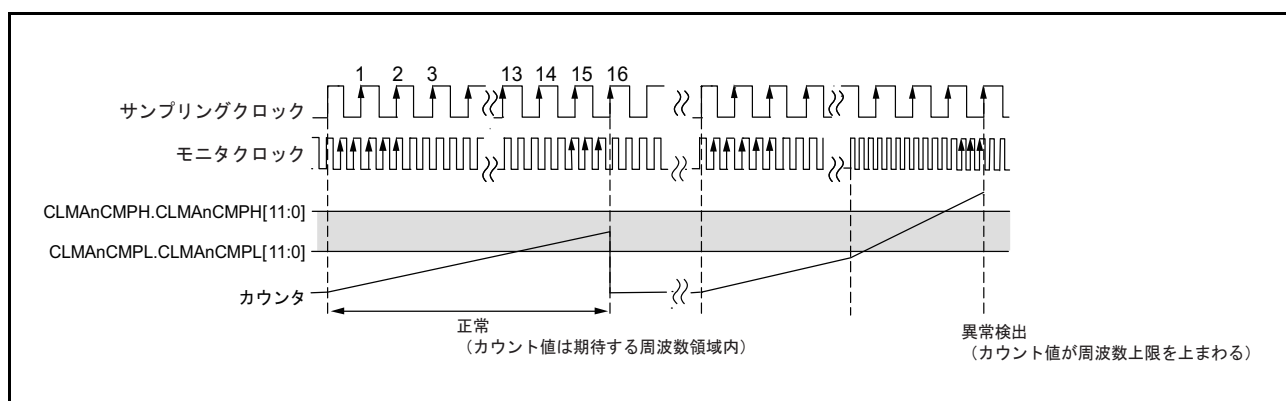 1 2 3 13 14 15 16
サンプリングクロック
モニタクロック
CLMAnCMPH.CLMAnCMPH[11:0]
CLMAnCMPL.CLMAnCMPL[11:0]
カウンタ
正常
（カウント値は期待する周波数領域内）
異常検出
（カウント値が周波数上限を上まわる）